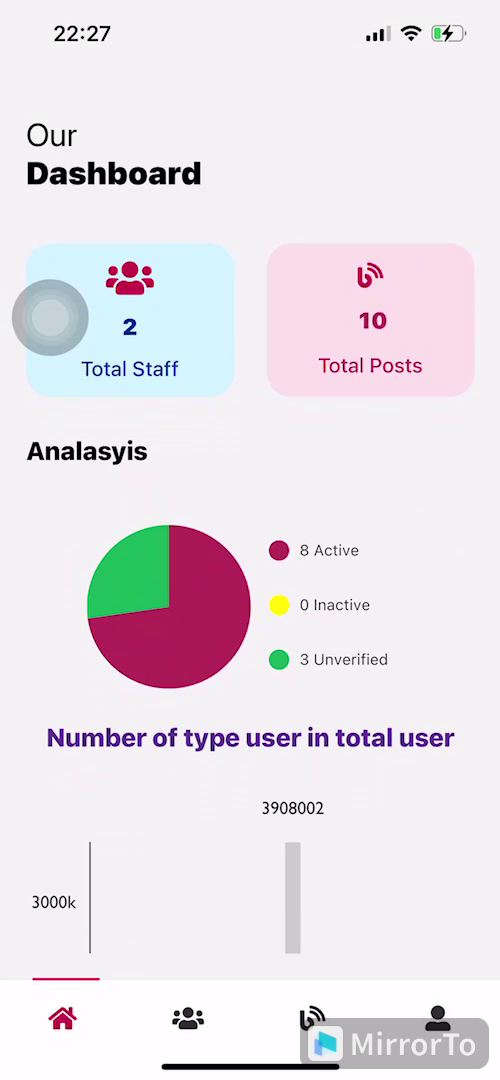 22:27
Our
Dashboard
2
Total Staff
10
Total Posts
Analasyis
8 Active
0 Inactive
3 Unverified
Number of type user in total user
3908002
3000k
MirrorTo